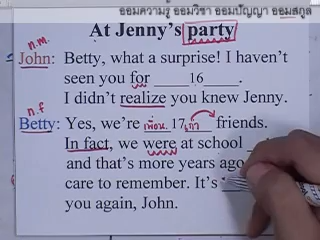 ออมความรู้ ออมวิชา ออมปัญญา ออมสกุล
At Jenny's party
n.m.
John: Betty, what a surprise! I haven't
seen you for ___16___.
I didn't realize you knew Jenny.
n.f
Betty: Yes, we're เพื่อน 17 เก่า friends.
In fact, we were at school
and that's more years ago
care to remember. It's
you again, John.